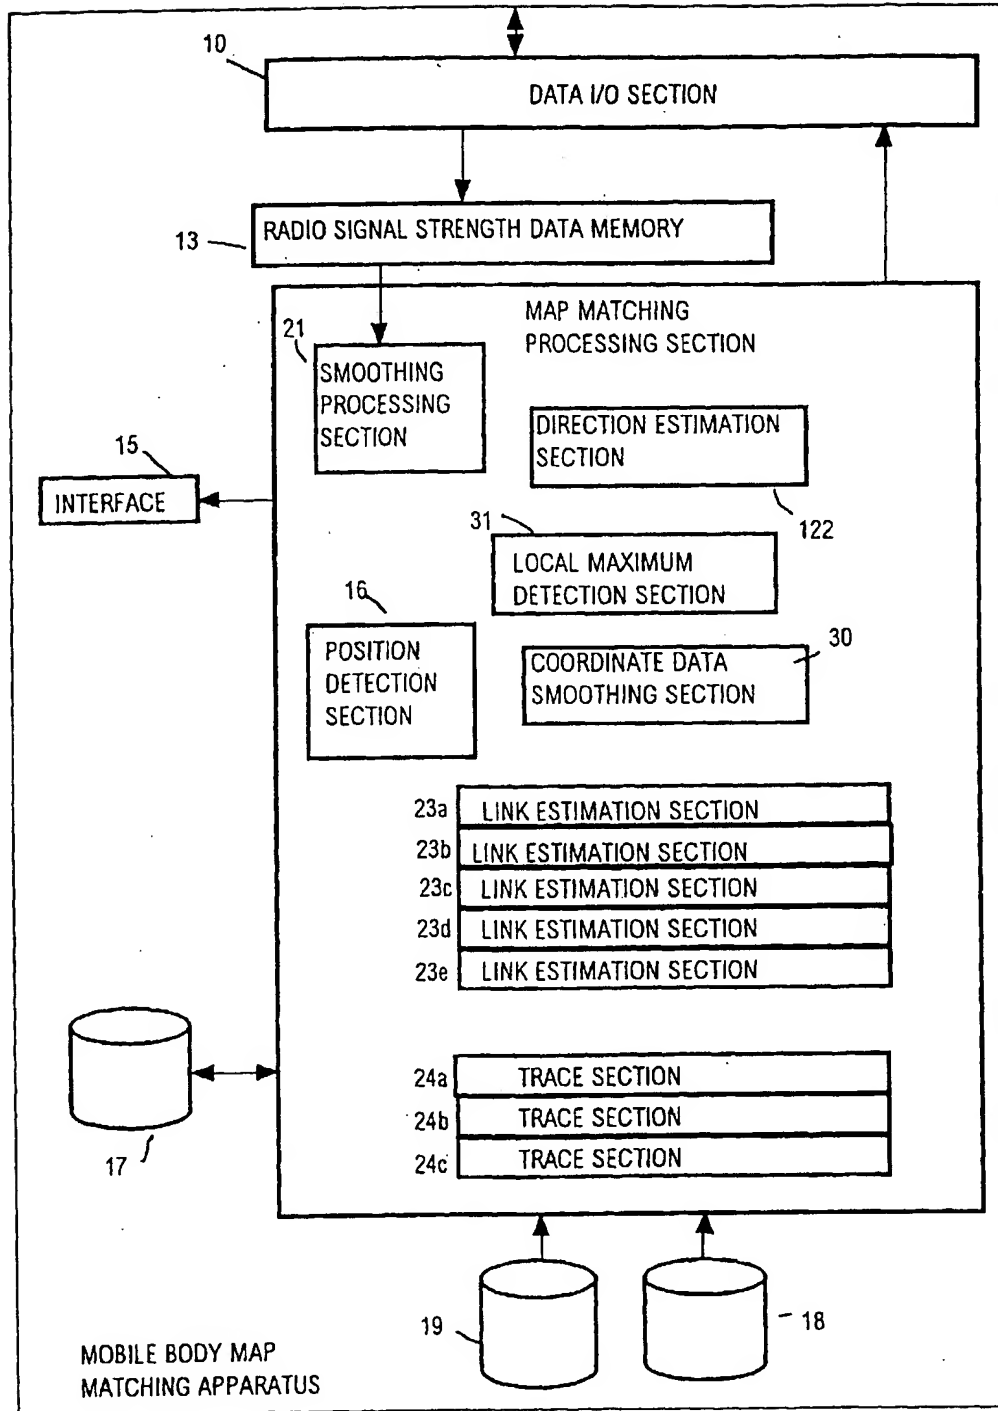 10
DATA I/O SECTION
13
RADIO SIGNAL STRENGTH DATA MEMORY
MAP MATCHING
PROCESSING SECTION
21
SMOOTHING
PROCESSING
SECTION
DIRECTION ESTIMATION
SECTION
122
15
INTERFACE
31
LOCAL MAXIMUM
DETECTION SECTION
16
POSITION
DETECTION
SECTION
30
COORDINATE DATA
SMOOTHING SECTION
23a LINK ESTIMATION SECTION
23b LINK ESTIMATION SECTION
23c LINK ESTIMATION SECTION
23d LINK ESTIMATION SECTION
23e LINK ESTIMATION SECTION
17
24a TRACE SECTION
24b TRACE SECTION
24c TRACE SECTION
19
18
MOBILE BODY MAP
MATCHING APPARATUS